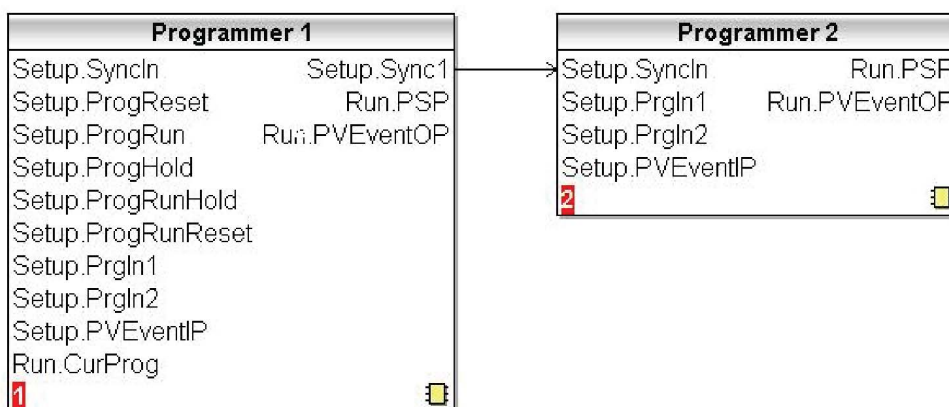 Programmer 1
Setup.SyncIn Setup.Sync1
Setup.ProgReset Run.PSP
Setup.ProgRun Run.PVEventOP
Setup.ProgHold
Setup.ProgRunHold
Setup.ProgRunReset
Setup.PrgIn1
Setup.PrgIn2
Setup.PVEventIP
Run.CurProg
1
Programmer 2
Setup.SyncIn Run.PSP
Setup.PrgIn1 Run.PVEventOP
Setup.PrgIn2
Setup.PVEventIP
2